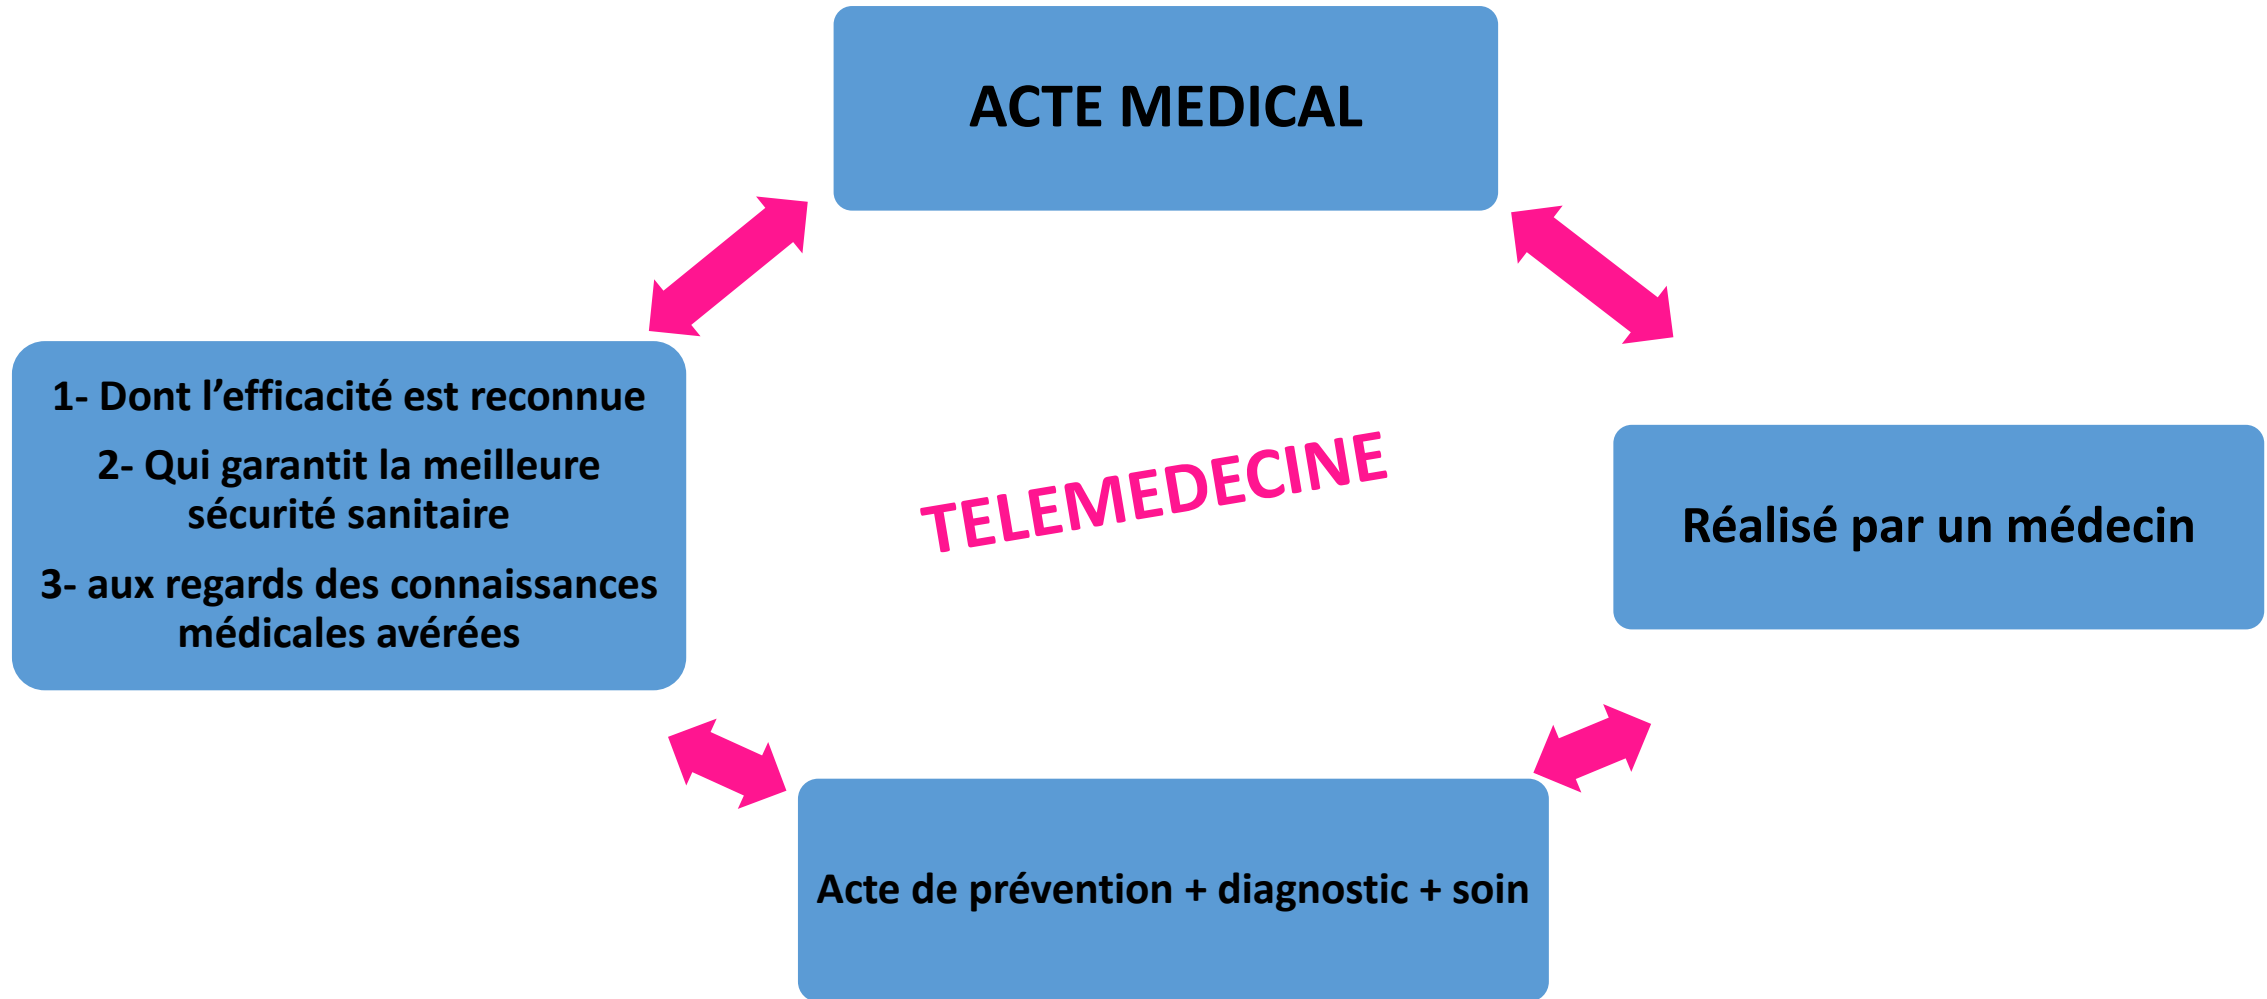 ACTE MEDICAL
1- Dont l’efficacité est reconnue
2- Qui garantit la meilleure
sécurité sanitaire
3- aux regards des connaissances
médicales avérées
TELEMEDECINE
Réalisé par un médecin
Acte de prévention + diagnostic + soin